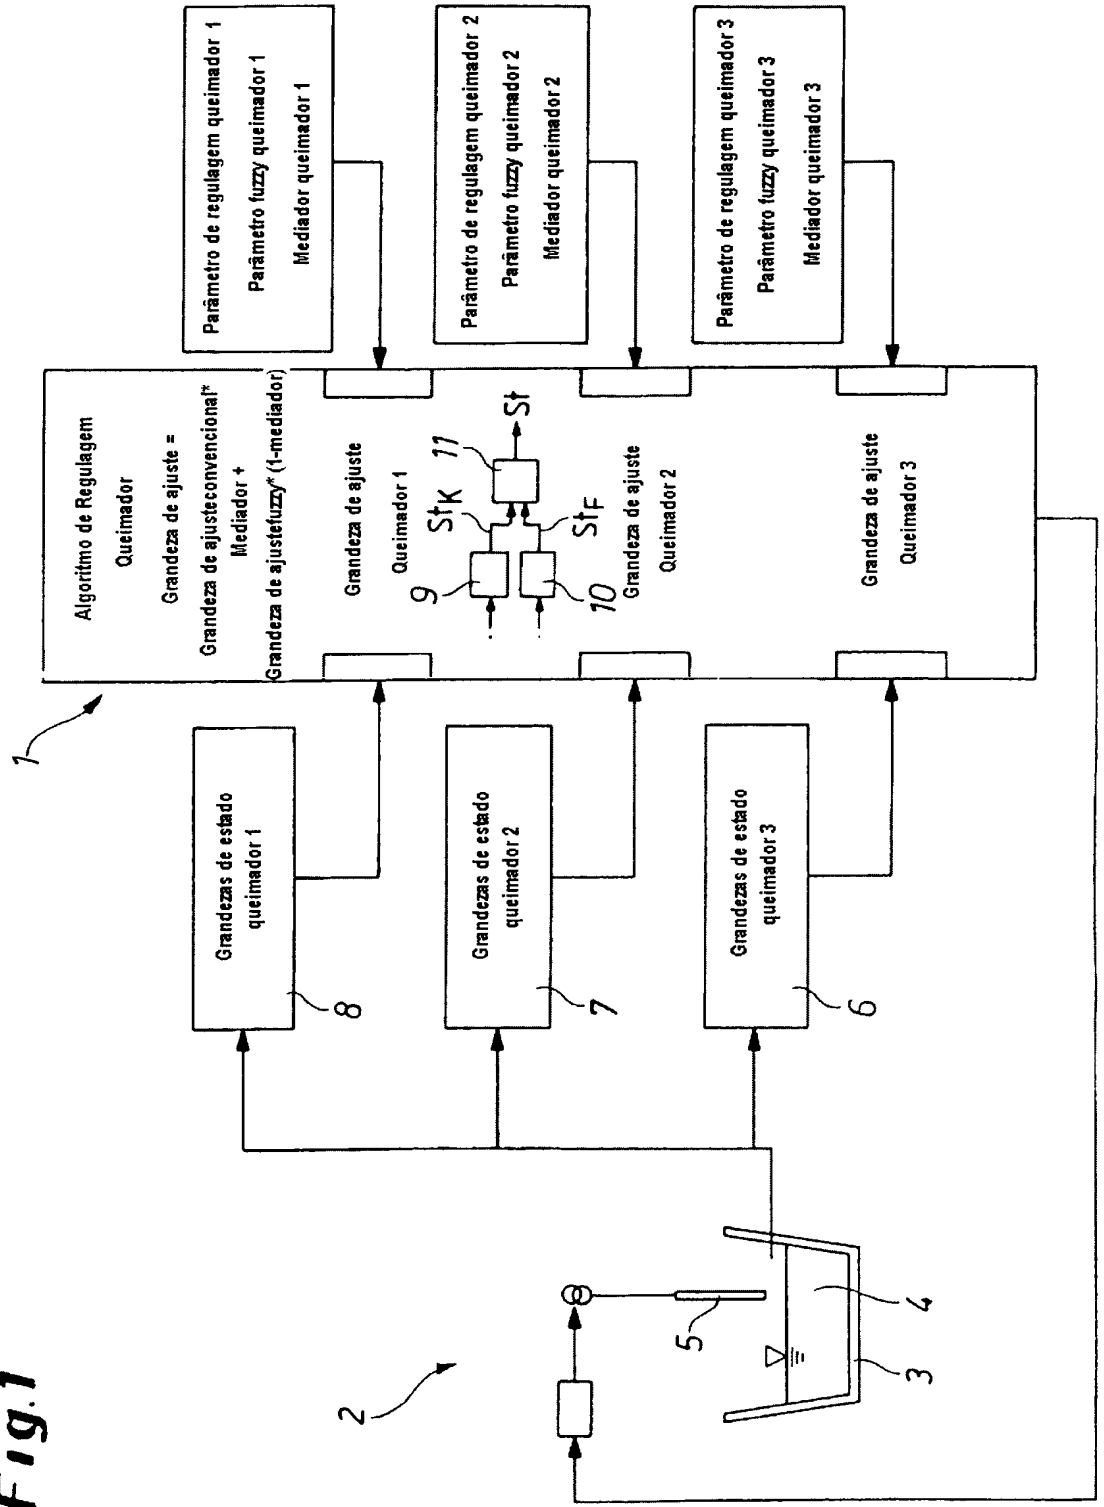 Fig.1
Parâmetro de regulagem queimador 1
Parâmetro fuzzy queimador 1
Mediador queimador 1
Parâmetro de regulagem queimador 2
Parâmetro fuzzy queimador 2
Mediador queimador 2
Parâmetro de regulagem queimador 3
Parâmetro fuzzy queimador 3
Mediador queimador 3
1
Algoritmo de Regulagem
Queimador
Grandeza de ajuste =
Grandeza de ajusteconvencional*
Mediador +
Grandeza de ajustefuzzy* (1-mediador)
Grandeza de ajuste
Queimador 1
9
StK
11
St
10
StF
Grandeza de ajuste
Queimador 2
Grandeza de ajuste
Queimador 3
Grandezas de estado
queimador 1
8
Grandezas de estado
queimador 2
7
Grandezas de estado
queimador 3
6
2
5
4
3